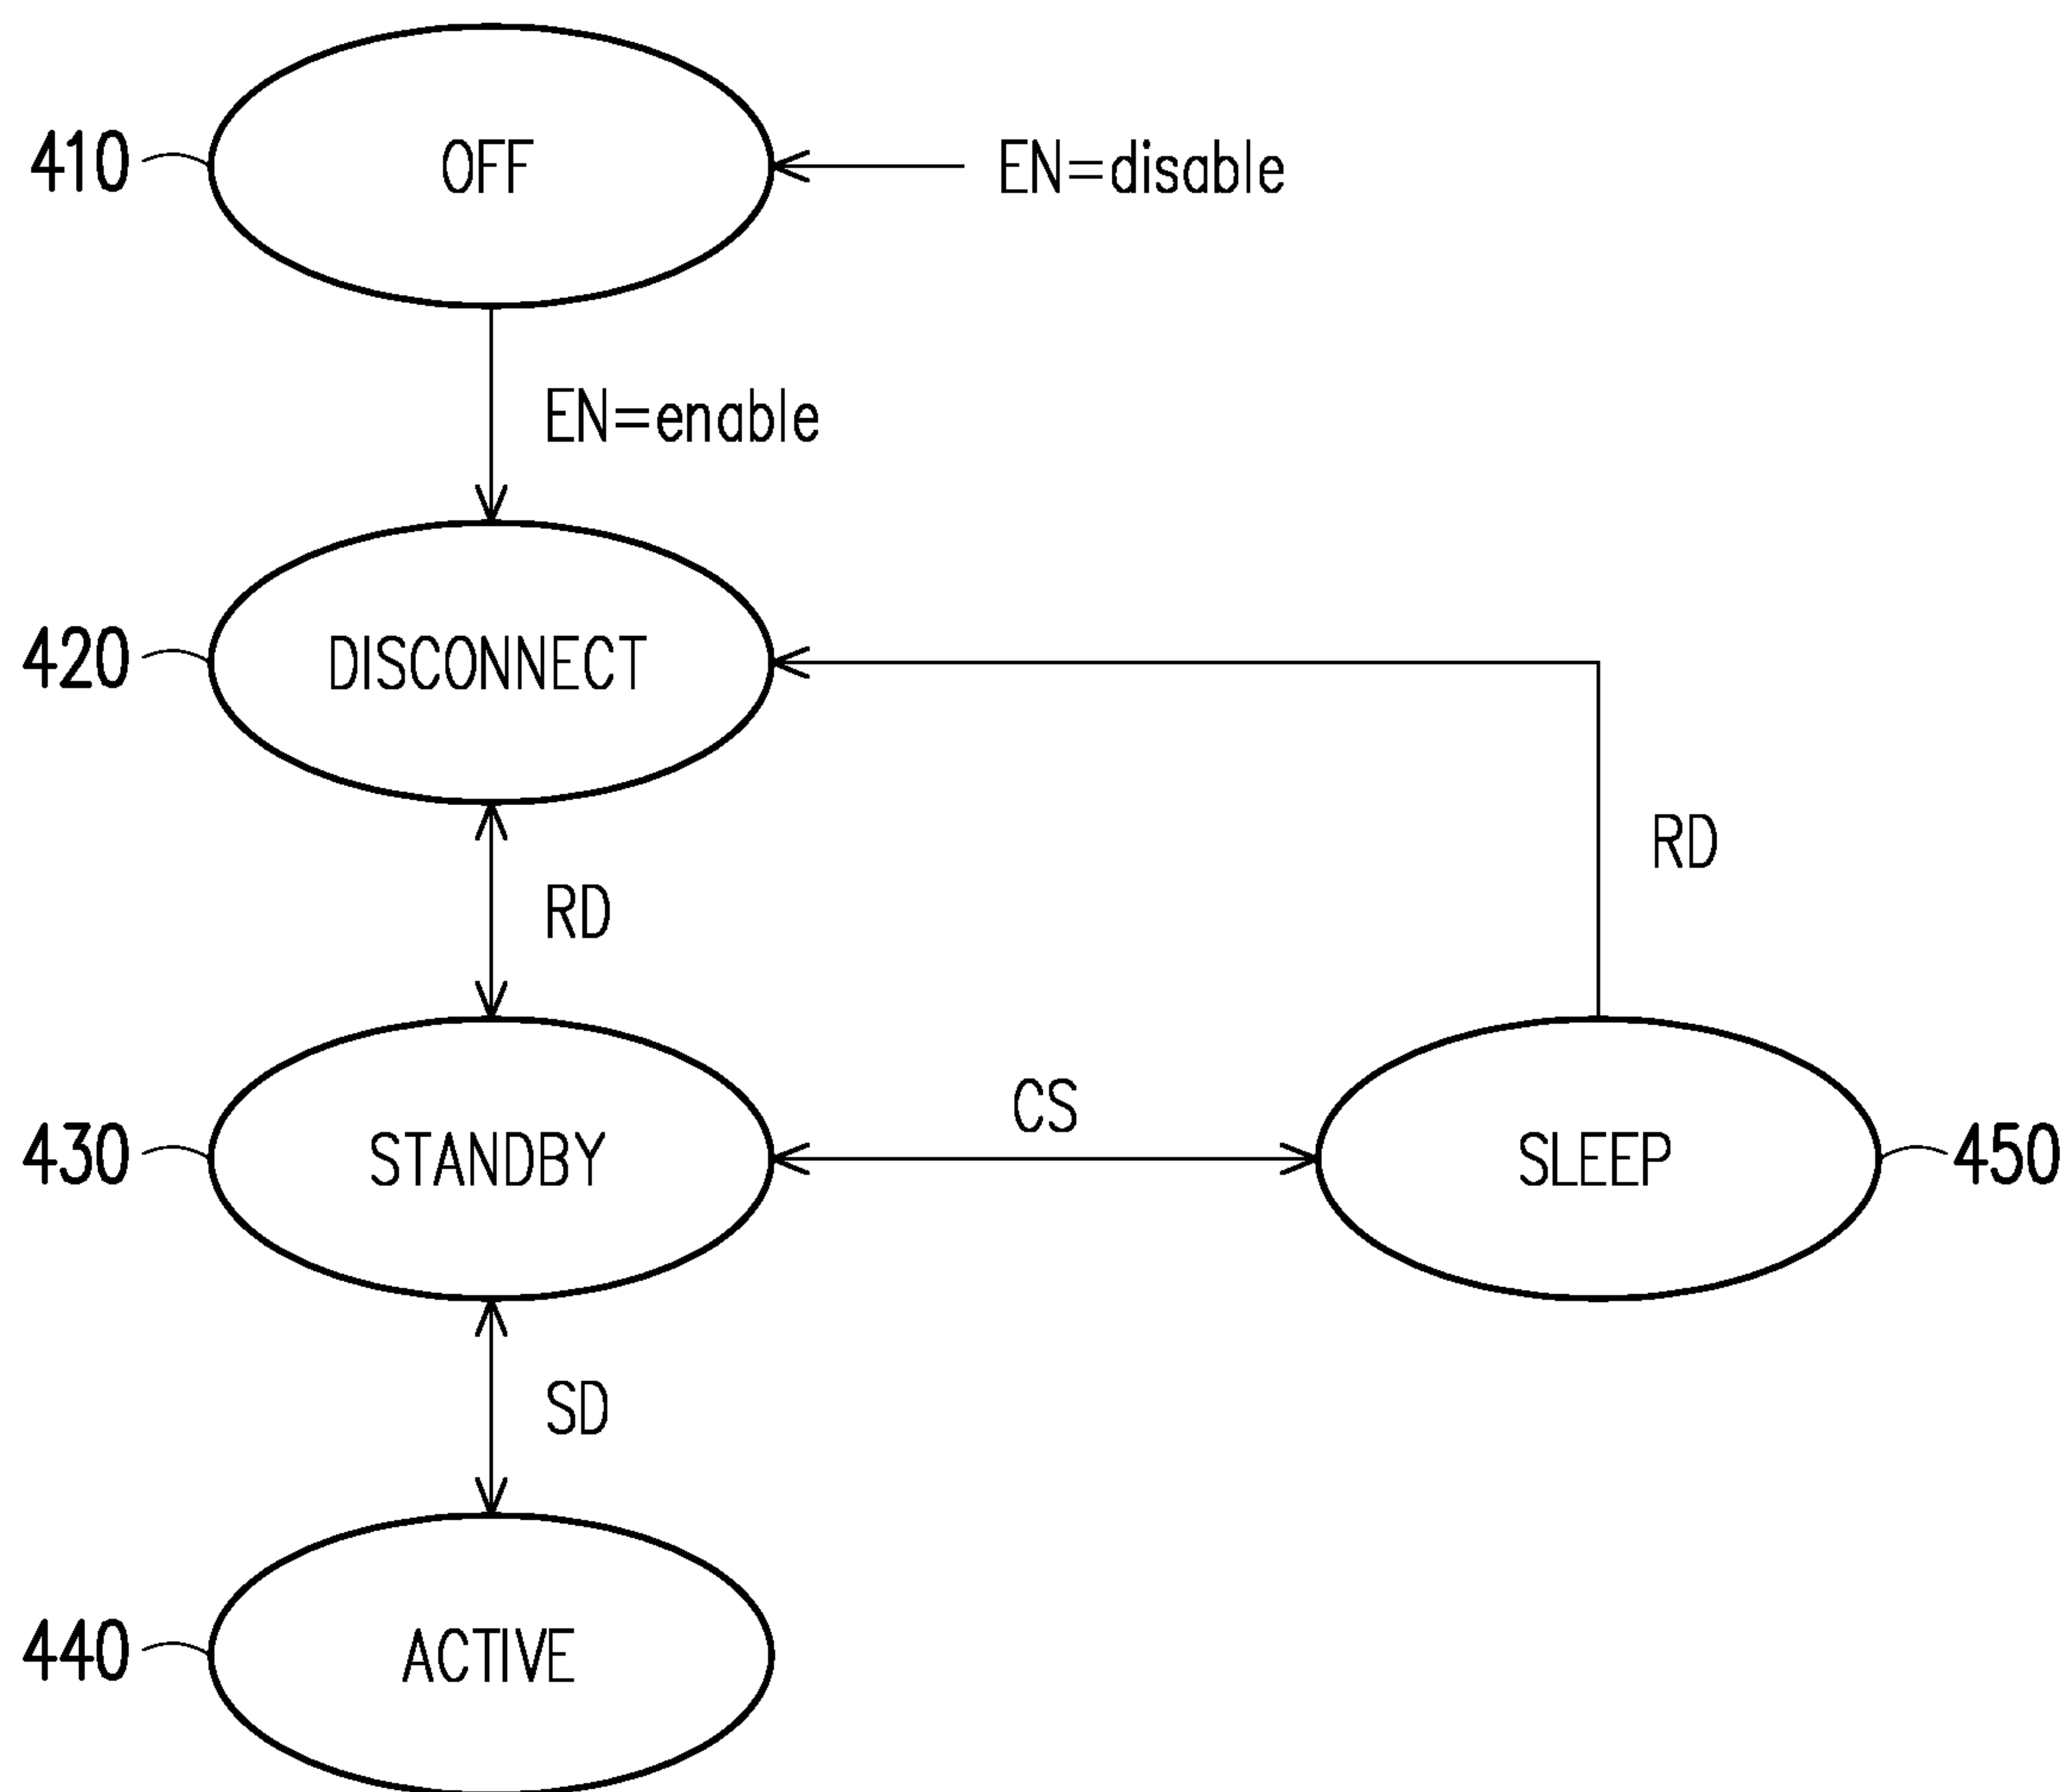 410
OFF
EN=disable
EN=enable
420
DISCONNECT
RD
RD
430
STANDBY
CS
SLEEP
450
SD
440
ACTIVE